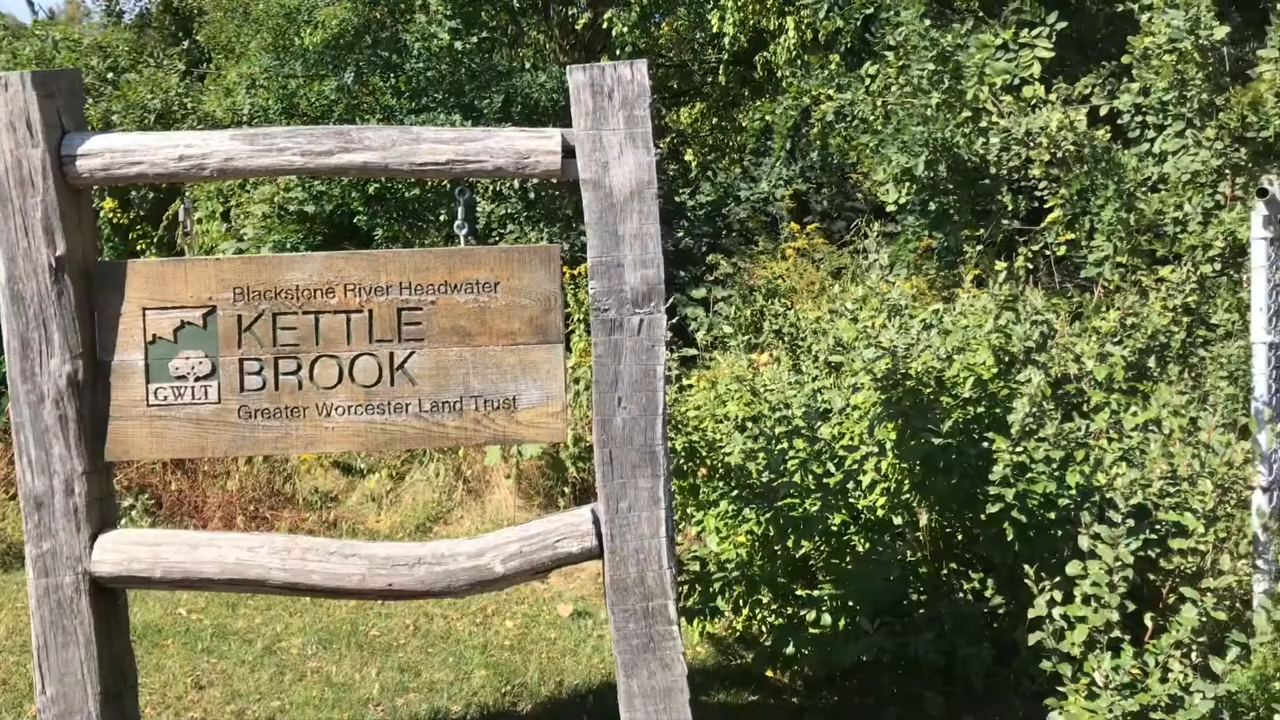 Blackstone River Headwater
KETTLE
BROOK
GWLT
Greater Worcester Land Trust